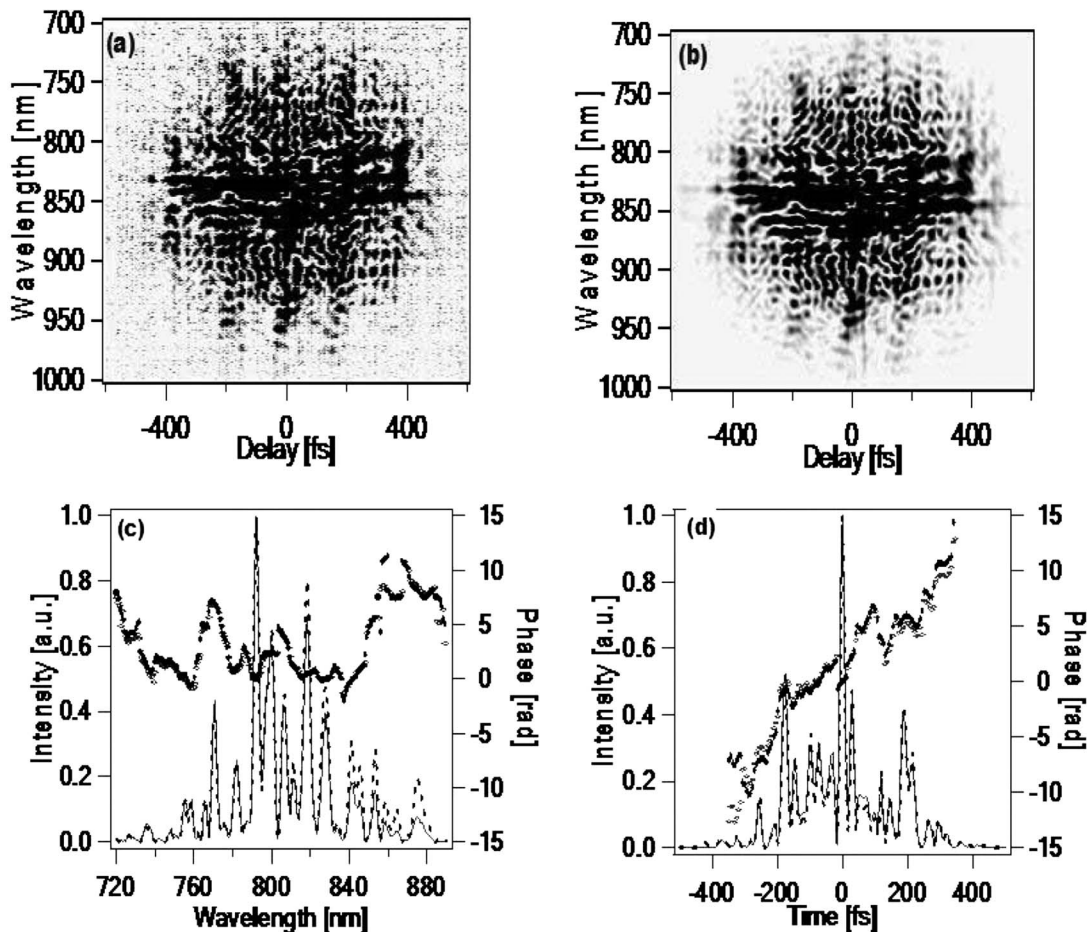 (a)
Wavelength [nm]
700
750
800
850
900
950
1000
-400 0 400
Delay [fs]
(b)
Wavelength [nm]
700
750
800
850
900
950
1000
-400 0 400
Delay [fs]
(c)
Intensity [a.u.]
1.0
0.8
0.6
0.4
0.2
0.0
15
10
5
0
-5
-10
-15
Phase [rad]
720 760 800 840 880
Wavelength [nm]
(d)
Intensity [a.u.]
1.0
0.8
0.6
0.4
0.2
0.0
15
10
5
0
-5
-10
-15
Phase [rad]
-400 -200 0 200 400
Time [fs]